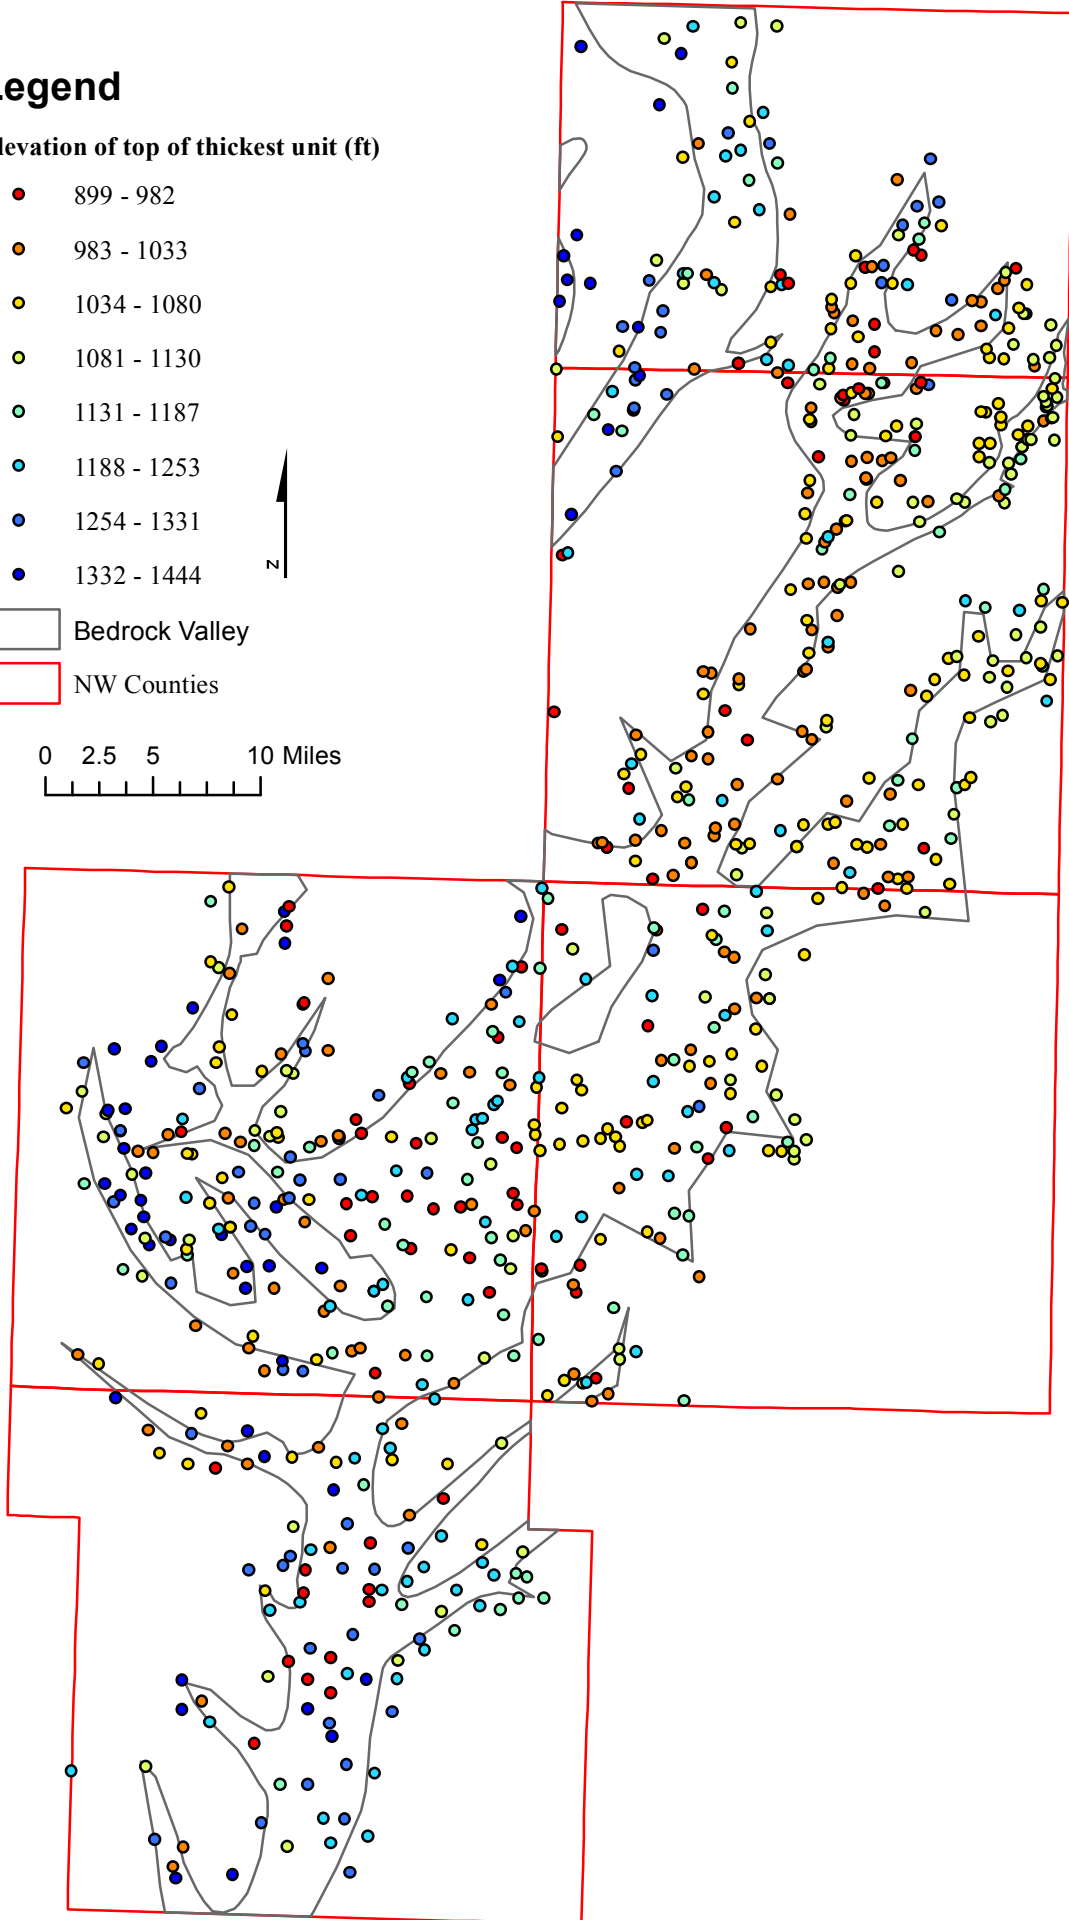 egend
levation of top of thickest unit (ft)
899 - 982
983 - 1033
1034 - 1080
1081 - 1130
1131 - 1187
1188 - 1253
1254 - 1331
1332 - 1444
Z
Bedrock Valley
NW Counties
0 2.5 5 10 Miles